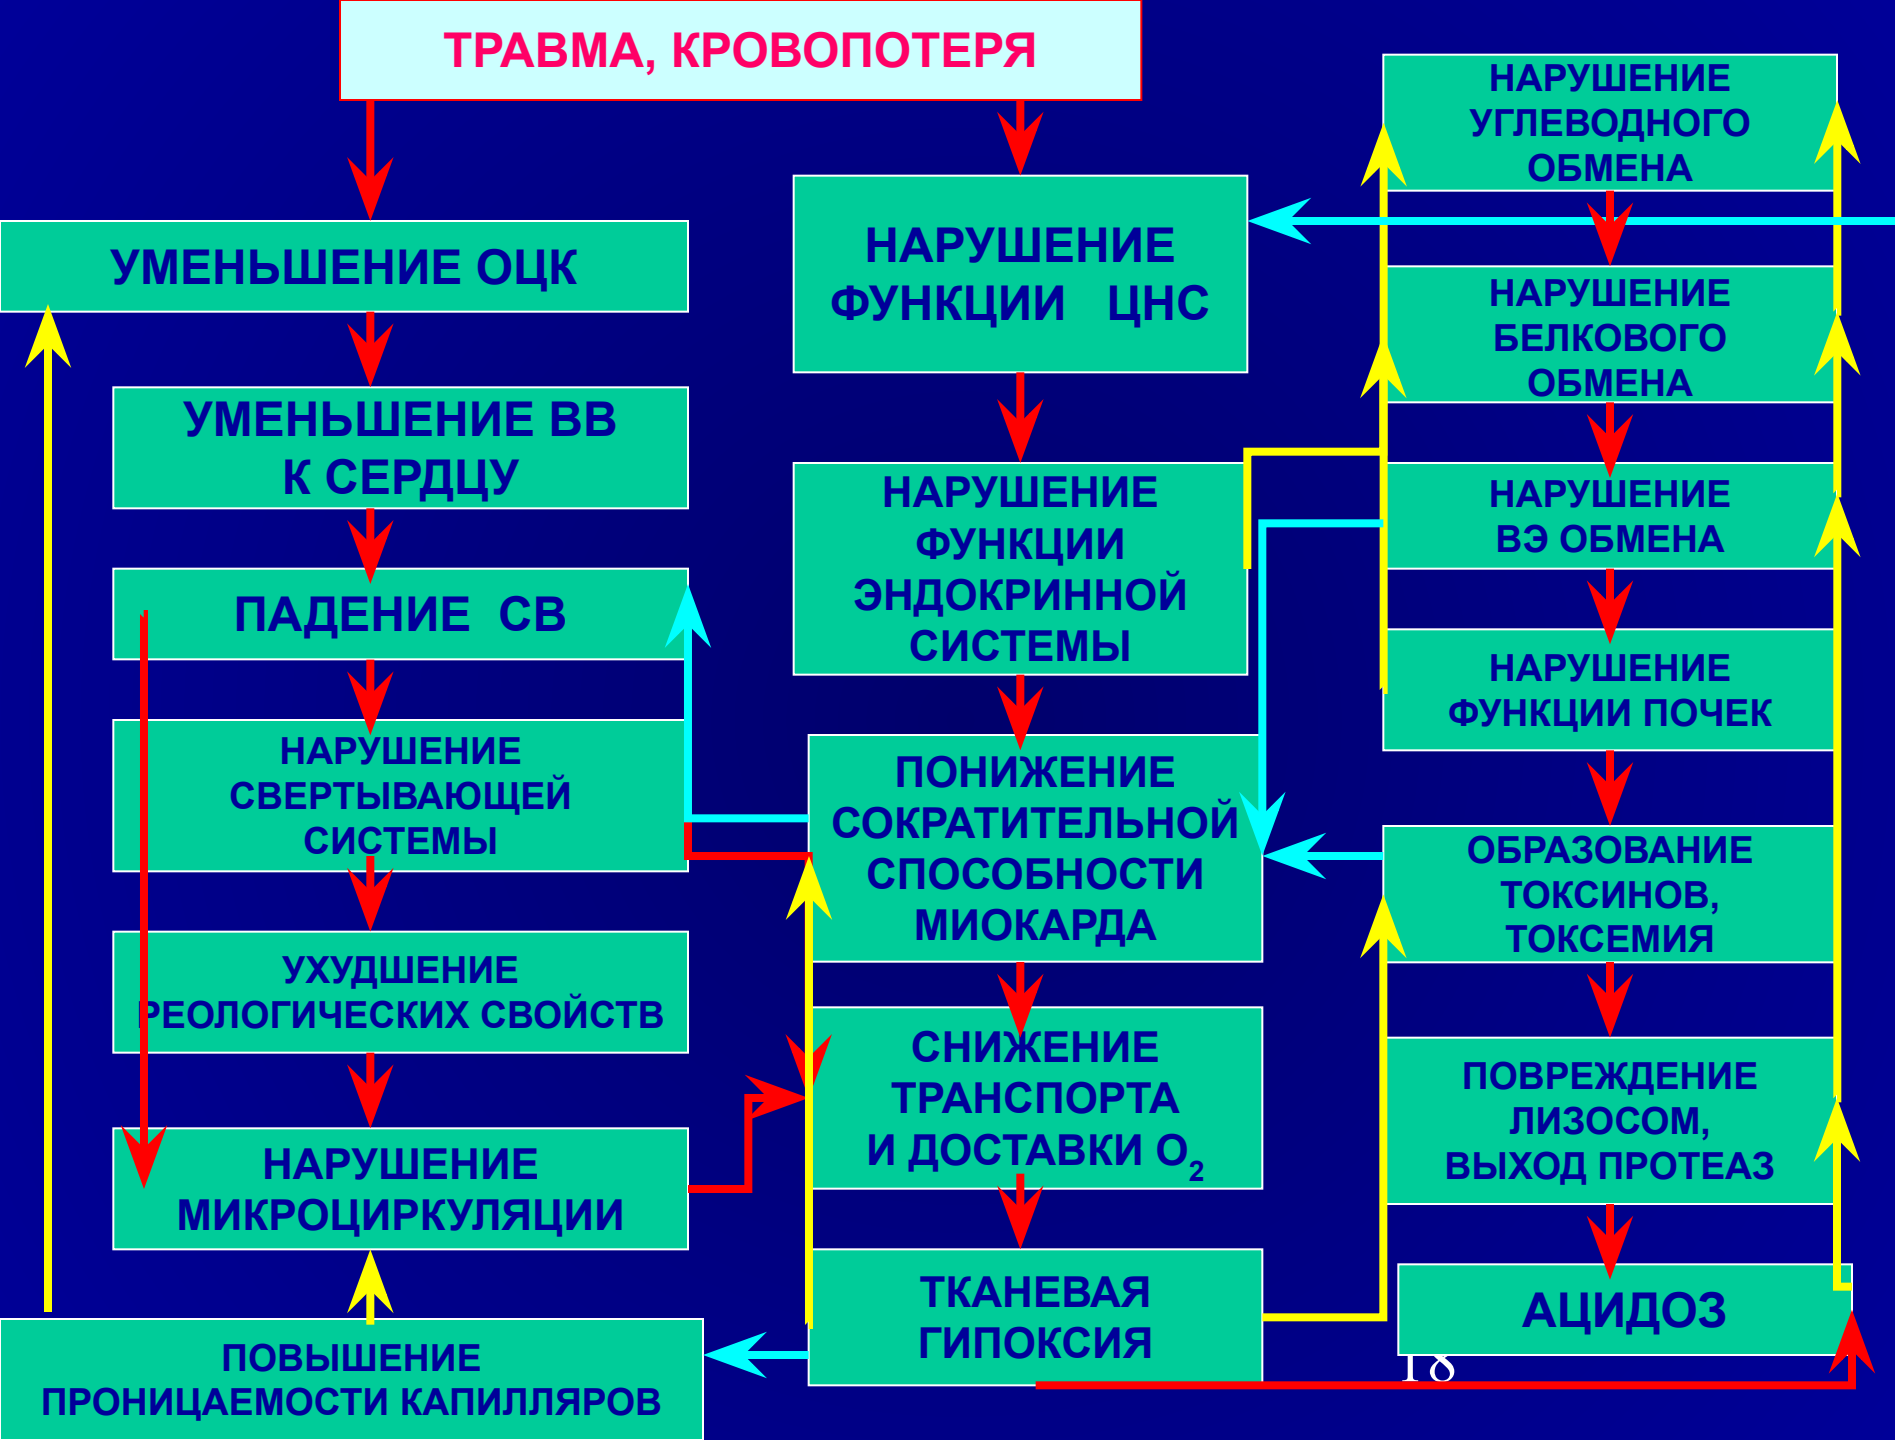 ТРАВМА, КРОВОПОТЕРЯ
УМЕНЬШЕНИЕ ОЦК
УМЕНЬШЕНИЕ ВВ
К СЕРДЦУ
ПАДЕНИЕ СВ
НАРУШЕНИЕ
СВЕРТЫВАЮЩЕЙ
СИСТЕМЫ
УХУДШЕНИЕ
РЕОЛОГИЧЕСКИХ СВОЙСТВ
НАРУШЕНИЕ
МИКРОЦИРКУЛЯЦИИ
ПОВЫШЕНИЕ
ПРОНИЦАЕМОСТИ КАПИЛЛЯРОВ
НАРУШЕНИЕ
ФУНКЦИИ ЦНС
НАРУШЕНИЕ
ФУНКЦИИ
ЭНДОКРИННОЙ
СИСТЕМЫ
ПОНИЖЕНИЕ
СОКРАТИТЕЛЬНОЙ
СПОСОБНОСТИ
МИОКАРДА
СНИЖЕНИЕ
ТРАНСПОРТА
И ДОСТАВКИ О₂
ТКАНЕВАЯ
ГИПОКСИЯ
НАРУШЕНИЕ
УГЛЕВОДНОГО
ОБМЕНА
НАРУШЕНИЕ
БЕЛКОВОГО
ОБМЕНА
НАРУШЕНИЕ
ВЭ ОБМЕНА
НАРУШЕНИЕ
ФУНКЦИИ ПОЧЕК
ОБРАЗОВАНИЕ
ТОКСИНОВ,
ТОКСЕМИЯ
ПОВРЕЖДЕНИЕ
ЛИЗОСОМ,
ВЫХОД ПРОТЕАЗ
АЦИДОЗ
18